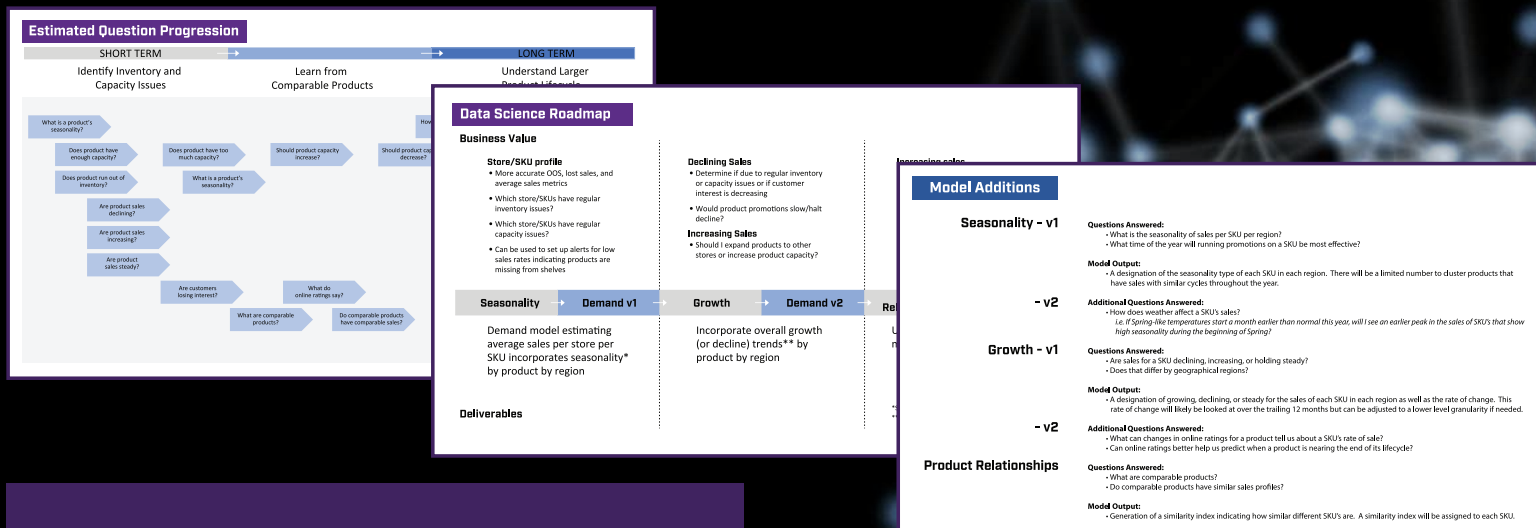 Estimated Question Progression
SHORT TERM
LONG TERM
Identify Inventory and
Capacity Issues
Learn from
Comparable Products
Understand Larger
Product Lifecycle
What is a product's
seasonality?
How
Does product have
enough capacity?
Does product have too
much capacity?
Should product capacity
increase?
Should product cap
decrease?
Does product run out of
inventory?
What is a product's
seasonality?
Are product sales
declining?
Are product sales
increasing?
Are product
sales steady?
Are customers
losing interest?
What do
online ratings say?
What are comparable
products?
Do comparable products
have comparable sales?
Data Science Roadmap
Business Value
Store/SKU profile
• More accurate OOS, lost sales, and
average sales metrics
• Which store/SKUs have regular
inventory issues?
• Which store/SKUs have regular
capacity issues?
• Can be used to set up alerts for low
sales rates indicating products are
missing from shelves
Declining Sales
• Determine if due to regular inventory
or capacity issues or if customer
interest is decreasing
• Would product promotions slow/halt
decline?
Increasing Sales
• Should I expand products to other
stores or increase product capacity?
Increasing sales
Seasonality
Demand v1
Growth
Demand v2
Rel
Demand model estimating
average sales per store per
SKU incorporates seasonality*
by product by region
Incorporate overall growth
(or decline) trends** by
product by region
Deliverables
Model Additions
Seasonality - v1
Questions Answered:
• What is the seasonality of sales per SKU per region?
• What time of the year will running promotions on a SKU be most effective?
Model Output:
• A designation of the seasonality type of each SKU in each region. There will be a limited number to cluster products that
have sales with similar cycles throughout the year.
- v2
Additional Questions Answered:
• How does weather affect a SKU's sales?
i.e. If Spring-like temperatures start a month earlier than normal this year, will I see an earlier peak in the sales of SKU's that show
high seasonality during the beginning of Spring?
Growth - v1
Questions Answered:
• Are sales for a SKU declining, increasing, or holding steady?
• Does that differ by geographical regions?
Model Output:
• A designation of growing, declining, or steady for the sales of each SKU in each region as well as the rate of change. This
rate of change will likely be looked at over the trailing 12 months but can be adjusted to a lower level granularity if needed.
- v2
Additional Questions Answered:
• What can changes in online ratings for a product tell us about a SKU's rate of sale?
• Can online ratings better help us predict when a product is nearing the end of its lifecycle?
Product Relationships
Questions Answered:
• What are comparable products?
• Do comparable products have similar sales profiles?
Model Output:
• Generation of a similarity index indicating how similar different SKU's are. A similarity index will be assigned to each SKU.